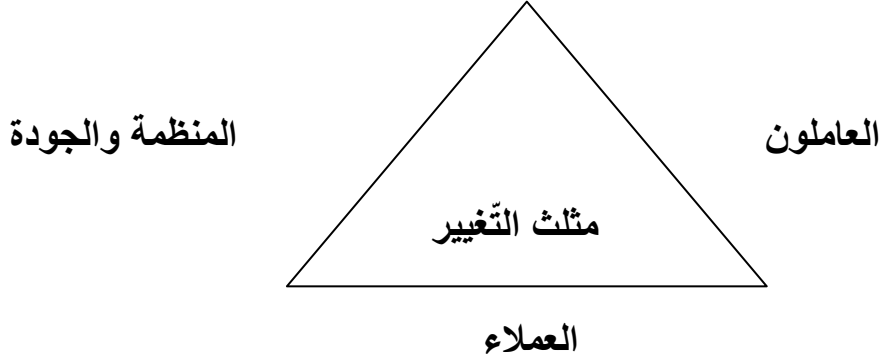 العاملون
المنظمة والجودة
مثلث التّغيير
العملاء